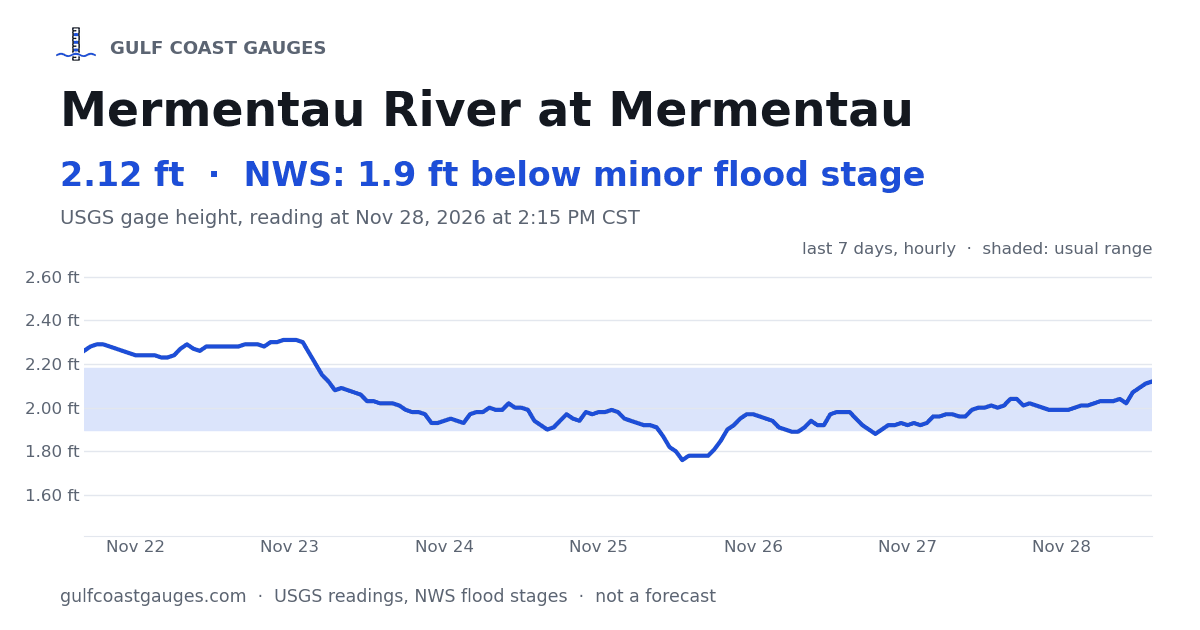 GULF COAST GAUGES
Mermentau River at Mermentau
2.12 ft · NWS: 1.9 ft below minor flood stage
USGS gage height, reading at Nov 28, 2026 at 2:15 PM CST
last 7 days, hourly · shaded: usual range
2.60 ft
2.40 ft
2.20 ft
2.00 ft
1.80 ft
1.60 ft
Nov 22 Nov 23 Nov 24 Nov 25 Nov 26 Nov 27 Nov 28
gulfcoastgauges.com · USGS readings, NWS flood stages · not a forecast